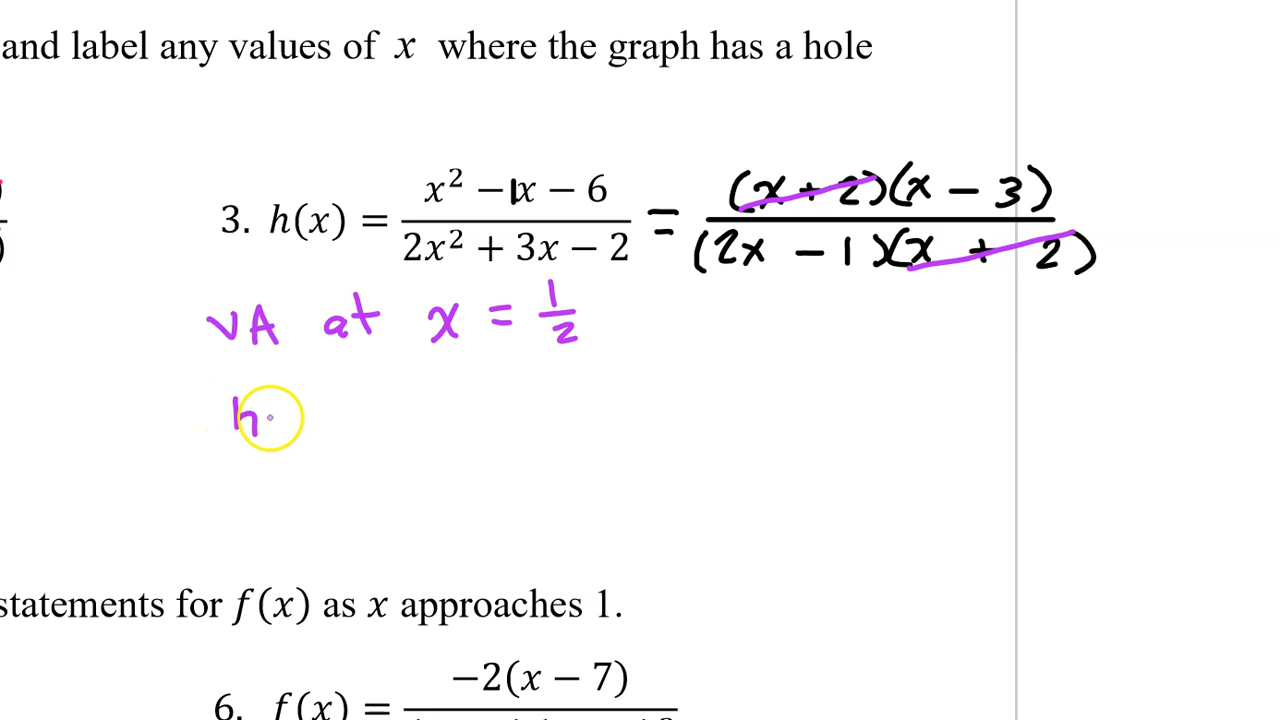 and label any values of x where the graph has a hole
3. h(x) = (x² − 1x − 6)/(2x² + 3x − 2) = ((x + 2)(x − 3))/((2x − 1)(x + 2))
VA at x = 1/2
h
statements for f(x) as x approaches 1.
6. f(x) = −2(x − 7)